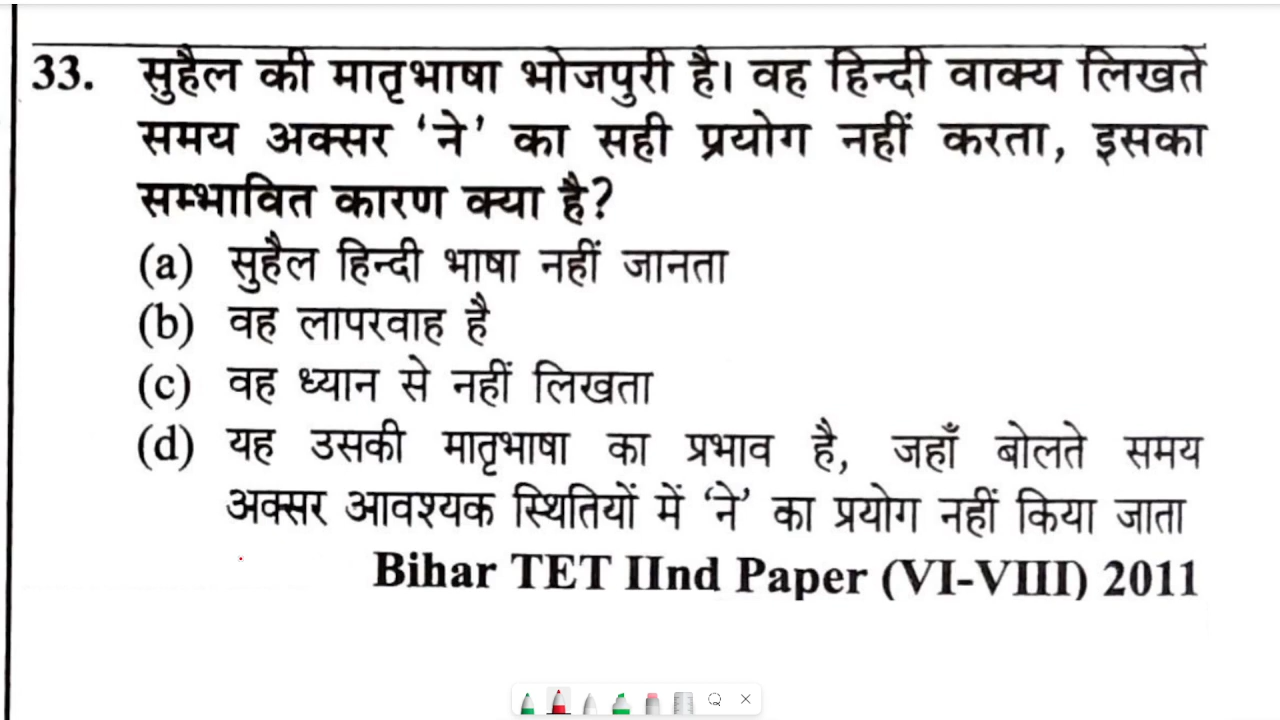 33. सुहैल की मातृभाषा भोजपुरी है। वह हिन्दी वाक्य लिखते
समय अक्सर ‘ने’ का सही प्रयोग नहीं करता, इसका
सम्भावित कारण क्या है?
(a) सुहैल हिन्दी भाषा नहीं जानता
(b) वह लापरवाह है
(c) वह ध्यान से नहीं लिखता
(d) यह उसकी मातृभाषा का प्रभाव है, जहाँ बोलते समय
अक्सर आवश्यक स्थितियों में ‘ने’ का प्रयोग नहीं किया जाता
Bihar TET IInd Paper (VI-VIII) 2011